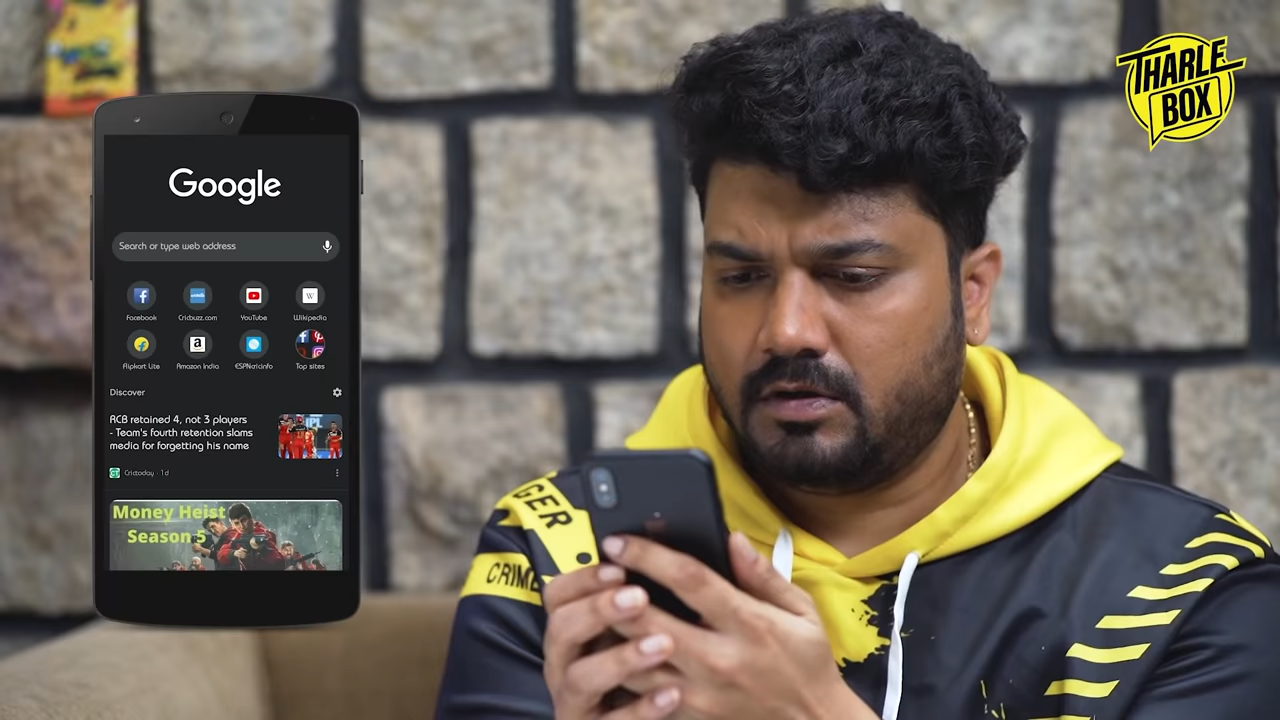 THARLE
BOX
Google
Search or type web address
Facebook
Cricbuzz.com
YouTube
Wikipedia
Flipkart Lite
Amazon India
ESPNcricinfo
Top sites
Discover
RCB retained 4, not 3 players
- Team's fourth retention slams
media for forgetting his name
Crictoday · 1d
Money Heist
Season 5
GER
CRIME